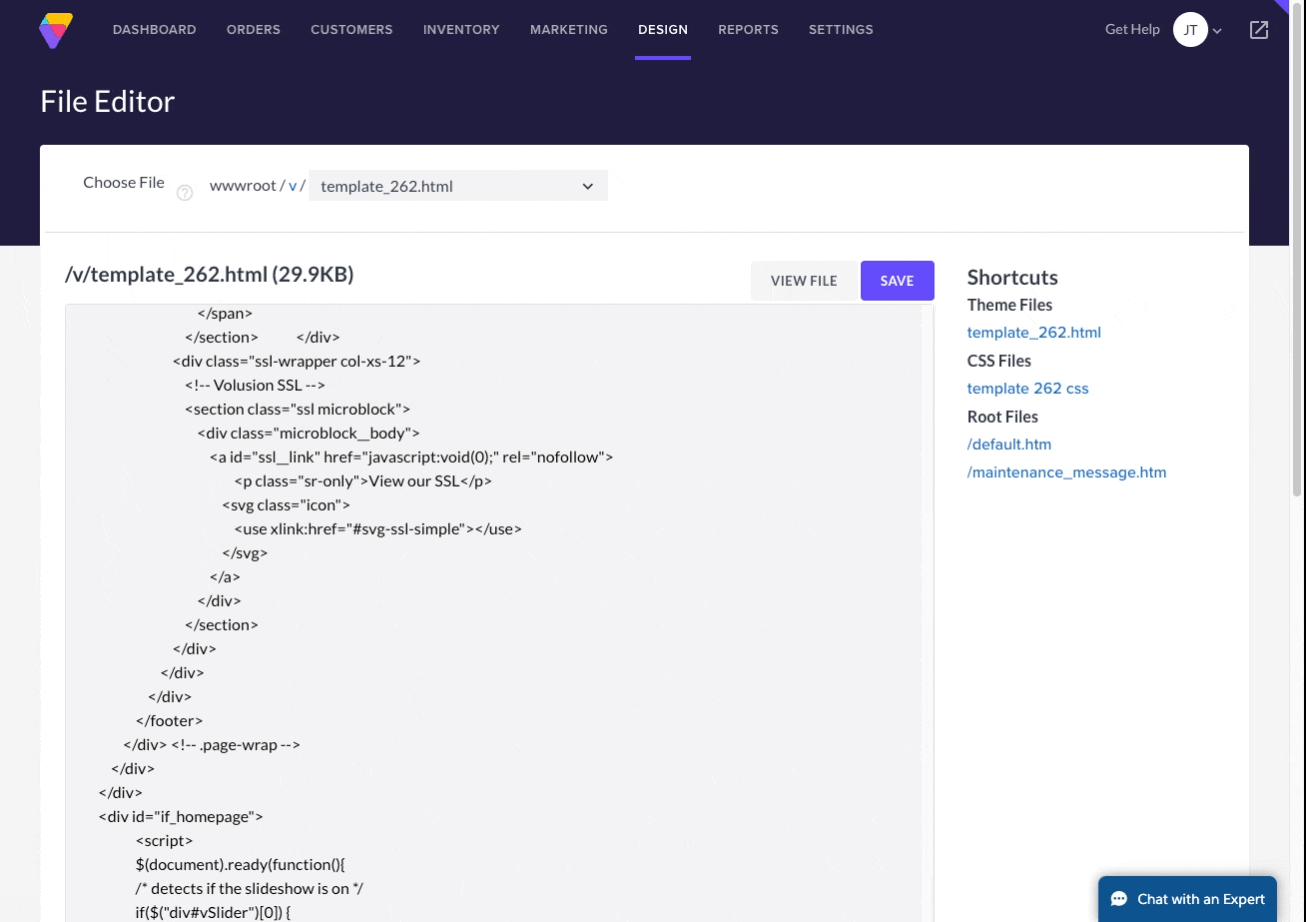 DASHBOARD ORDERS CUSTOMERS INVENTORY MARKETING DESIGN REPORTS SETTINGS Get Help JT
File Editor
Choose File ? wwwroot / v / template_262.html
/v/template_262.html (29.9KB)
VIEW FILE SAVE
</span>
</section> </div>
<div class="ssl-wrapper col-xs-12">
<!-- Volusion SSL -->
<section class="ssl microblock">
<div class="microblock__body">
<a id="ssl__link" href="javascript:void(0);" rel="nofollow">
<p class="sr-only">View our SSL</p>
<svg class="icon">
<use xlink:href="#svg-ssl-simple"></use>
</svg>
</a>
</div>
</section>
</div>
</div>
</div>
</footer>
</div> <!-- .page-wrap -->
</div>
</div>
<div id="if_homepage">
<script>
$(document).ready(function(){
/* detects if the slideshow is on */
if($("div#vSlider")[0]) {
Shortcuts
Theme Files
template_262.html
CSS Files
template 262 css
Root Files
/default.htm
/maintenance_message.htm
Chat with an Expert